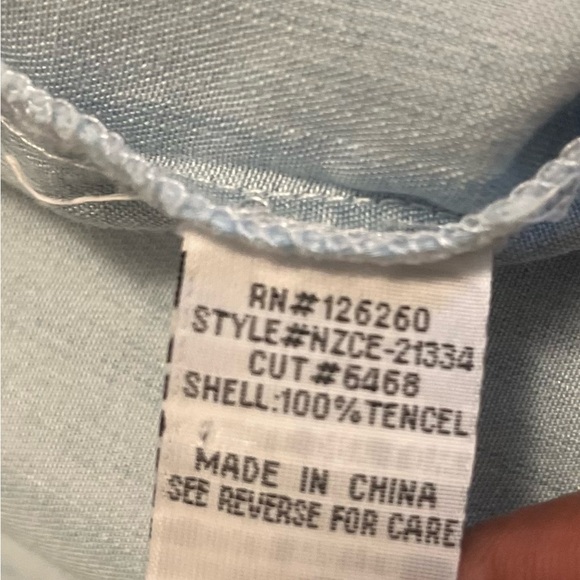 RN#126260
STYLE#NZCE-21334
CUT#6468
SHELL:100%TENCEL
MADE IN CHINA
SEE REVERSE FOR CARE